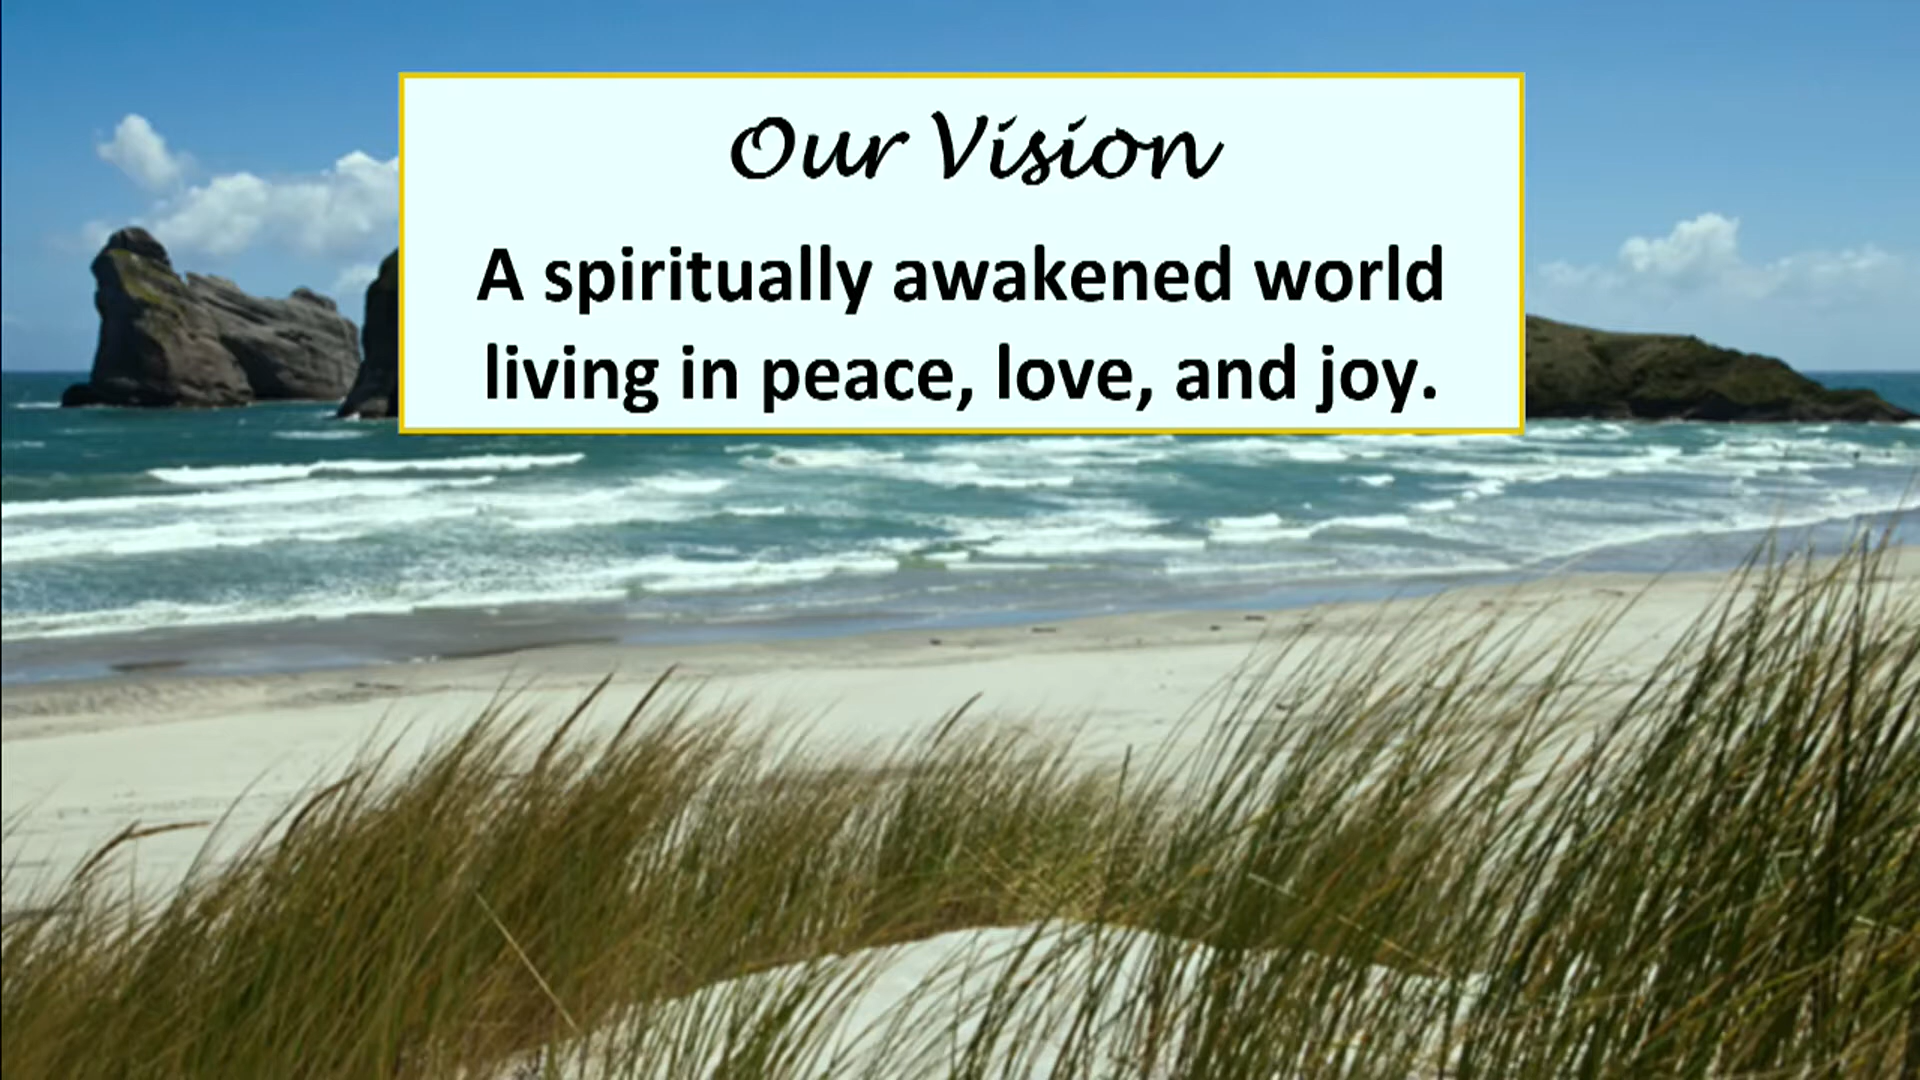 Our Vision
A spiritually awakened world
living in peace, love, and joy.